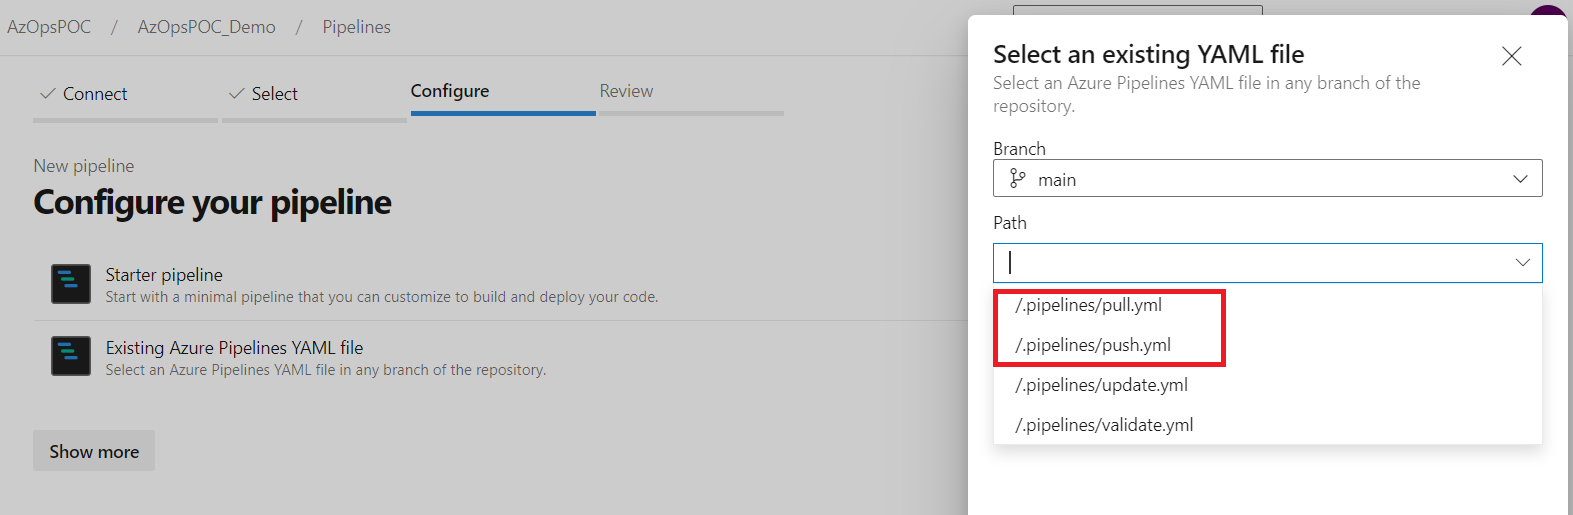 AzOpsPOC / AzOpsPOC_Demo / Pipelines
Connect
Select
Configure
Review
New pipeline
Configure your pipeline
Starter pipeline
Start with a minimal pipeline that you can customize to build and deploy your code.
Existing Azure Pipelines YAML file
Select an Azure Pipelines YAML file in any branch of the repository.
Show more
Select an existing YAML file
Select an Azure Pipelines YAML file in any branch of the
repository.
Branch
main
Path
/.pipelines/pull.yml
/.pipelines/push.yml
/.pipelines/update.yml
/.pipelines/validate.yml